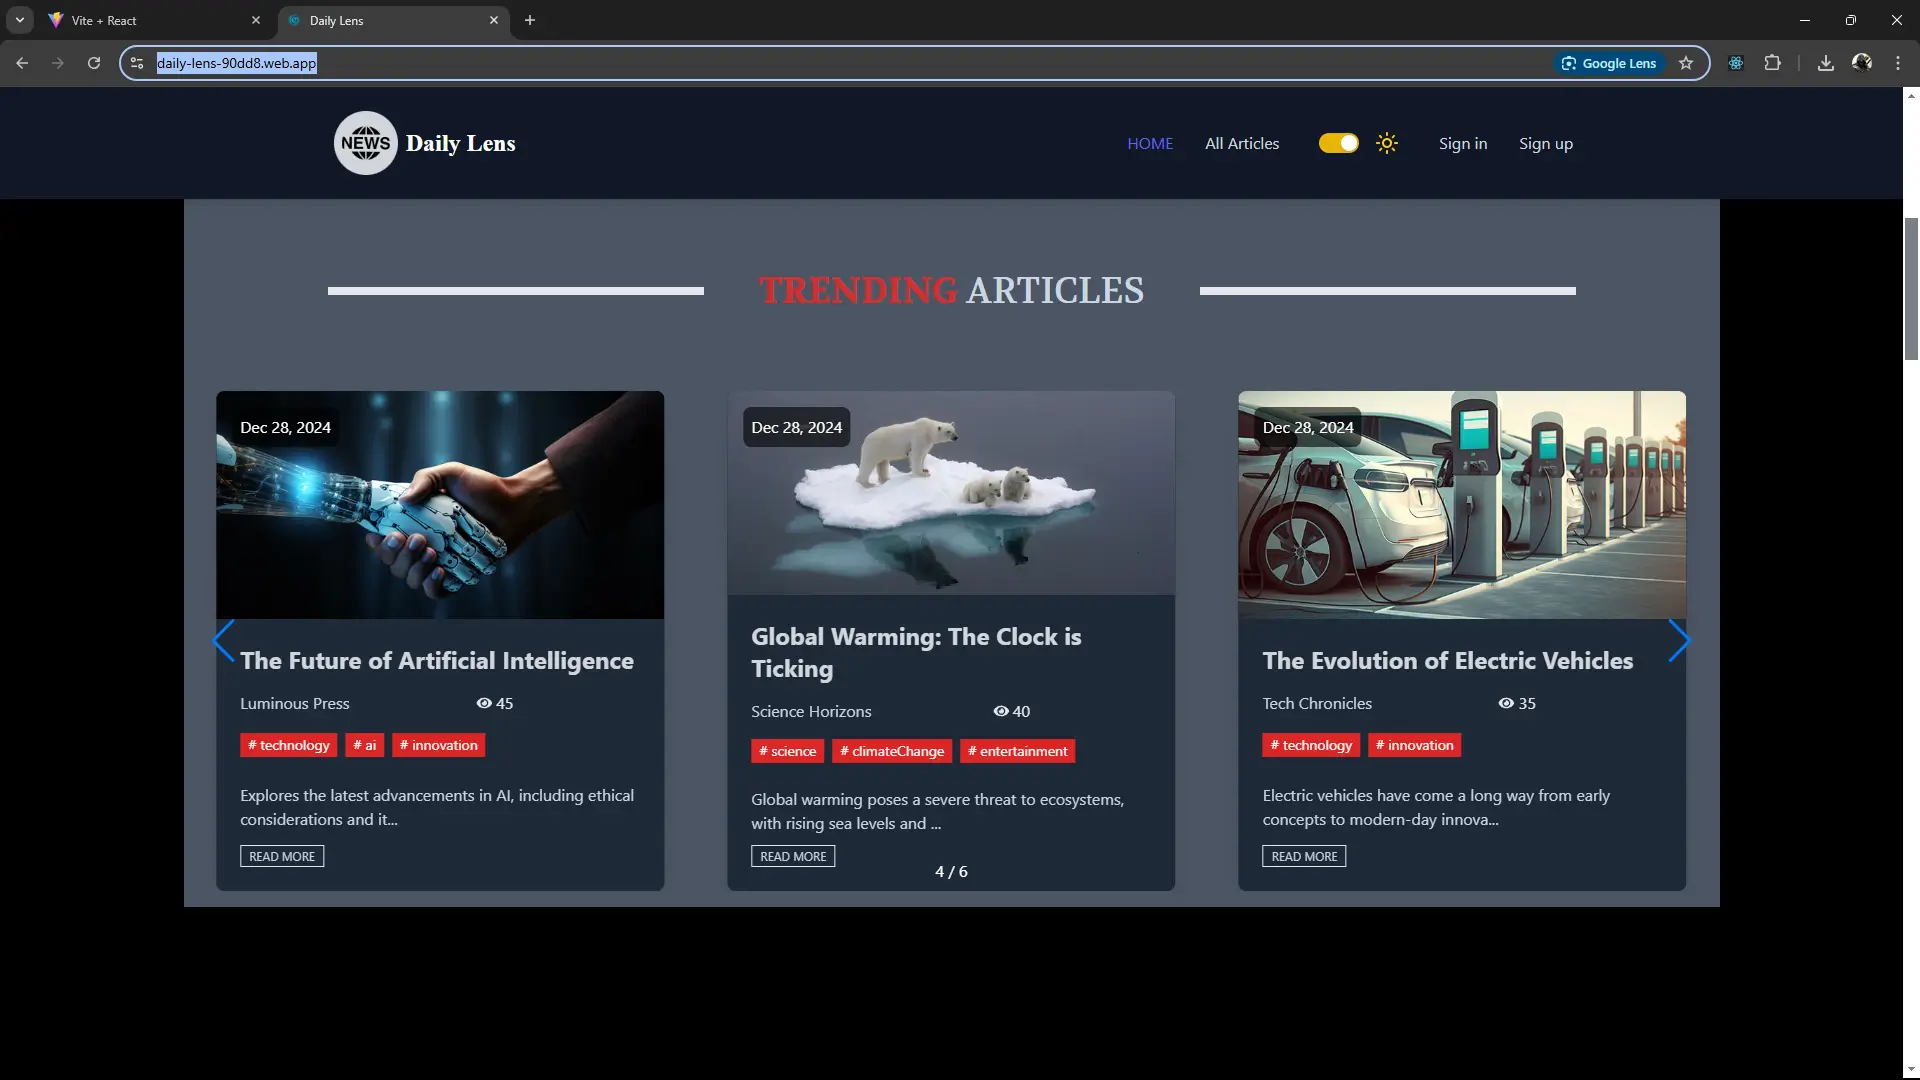 Vite + React
Daily Lens
daily-lens-90dd8.web.app
Google Lens
NEWS
Daily Lens
HOME
All Articles
Sign in
Sign up
TRENDING ARTICLES
Dec 28, 2024
The Future of Artificial Intelligence
Luminous Press
45
# technology
# ai
# innovation
Explores the latest advancements in AI, including ethical
considerations and it...
READ MORE
Dec 28, 2024
Global Warming: The Clock is
Ticking
Science Horizons
40
# science
# climateChange
# entertainment
Global warming poses a severe threat to ecosystems,
with rising sea levels and ...
READ MORE
4 / 6
Dec 28, 2024
The Evolution of Electric Vehicles
Tech Chronicles
35
# technology
# innovation
Electric vehicles have come a long way from early
concepts to modern-day innova...
READ MORE